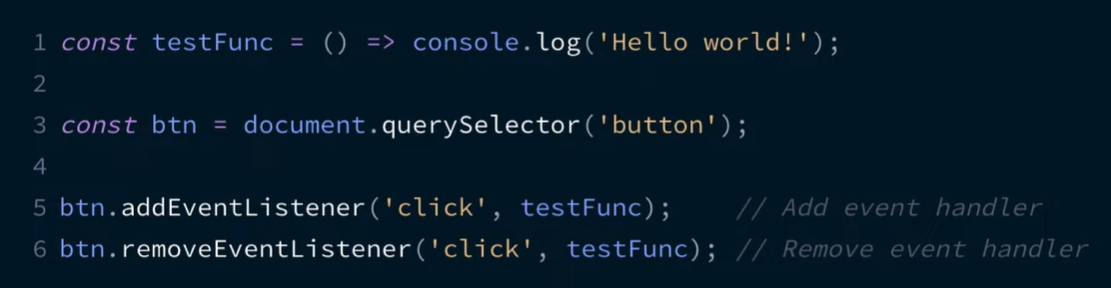 1 const testFunc = () => console.log('Hello world!');
2
3 const btn = document.querySelector('button');
4
5 btn.addEventListener('click', testFunc);    // Add event handler
6 btn.removeEventListener('click', testFunc); // Remove event handler